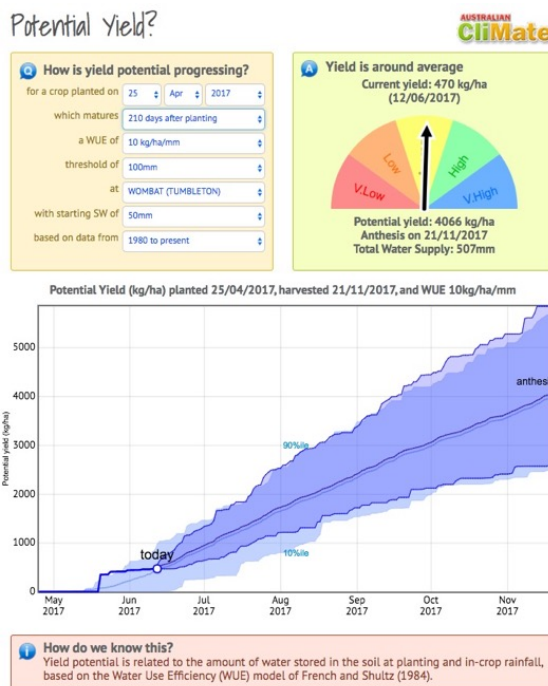 Potential Yield?
AUSTRALIAN
CliMate
How is yield potential progressing?
for a crop planted on 25 Apr 2017
which matures 210 days after planting
a WUE of 10 kg/ha/mm
threshold of 100mm
at WOMBAT (TUMBLETON)
with starting SW of 50mm
based on data from 1980 to present
Yield is around average
Current yield: 470 kg/ha
(12/06/2017)
V.Low
Low
High
V.High
Potential yield: 4066 kg/ha
Anthesis on 21/11/2017
Total Water Supply: 507mm
Potential Yield (kg/ha) planted 25/04/2017, harvested 21/11/2017, and WUE 10kg/ha/mm
Potential yield (kg/ha)
5000
4000
3000
2000
1000
0
anthesi
90%ile
10%ile
today
May Jun Jul Aug Sep Oct Nov
2017 2017 2017 2017 2017 2017 2017
How do we know this?
Yield potential is related to the amount of water stored in the soil at planting and in-crop rainfall,
based on the Water Use Efficiency (WUE) model of French and Shultz (1984).